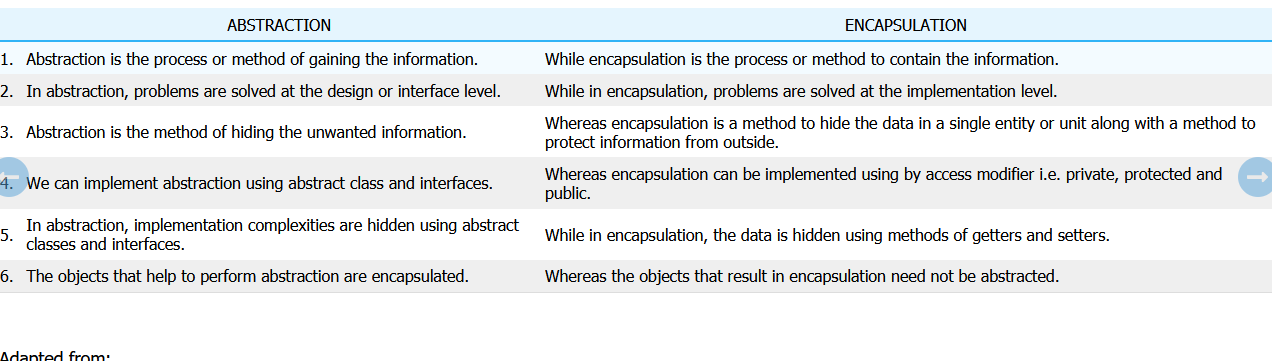 ABSTRACTION ENCAPSULATION
1. Abstraction is the process or method of gaining the information. While encapsulation is the process or method to contain the information.
2. In abstraction, problems are solved at the design or interface level. While in encapsulation, problems are solved at the implementation level.
3. Abstraction is the method of hiding the unwanted information. Whereas encapsulation is a method to hide the data in a single entity or unit along with a method to
protect information from outside.
4. We can implement abstraction using abstract class and interfaces. Whereas encapsulation can be implemented using by access modifier i.e. private, protected and
public.
5. In abstraction, implementation complexities are hidden using abstract
classes and interfaces. While in encapsulation, the data is hidden using methods of getters and setters.
6. The objects that help to perform abstraction are encapsulated. Whereas the objects that result in encapsulation need not be abstracted.
Adapted from: